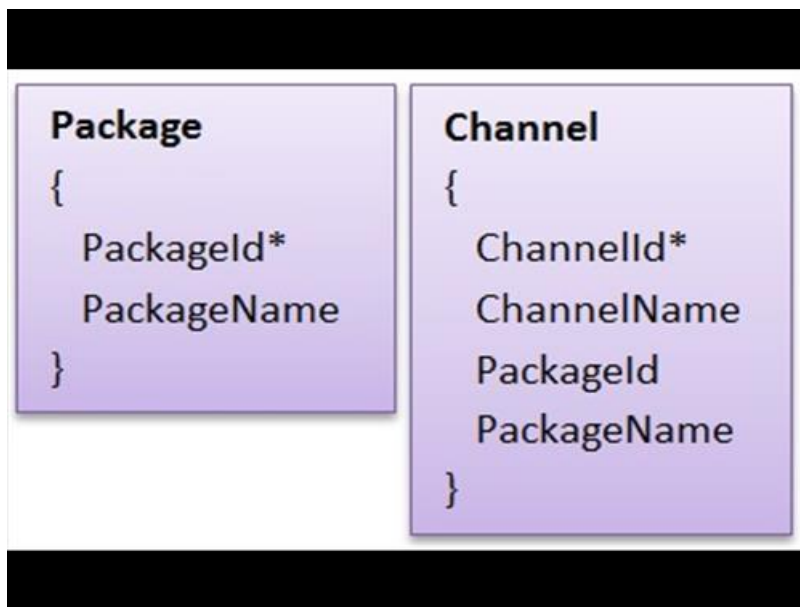 Package
{
PackageId*
PackageName
}
Channel
{
ChannelId*
ChannelName
PackageId
PackageName
}